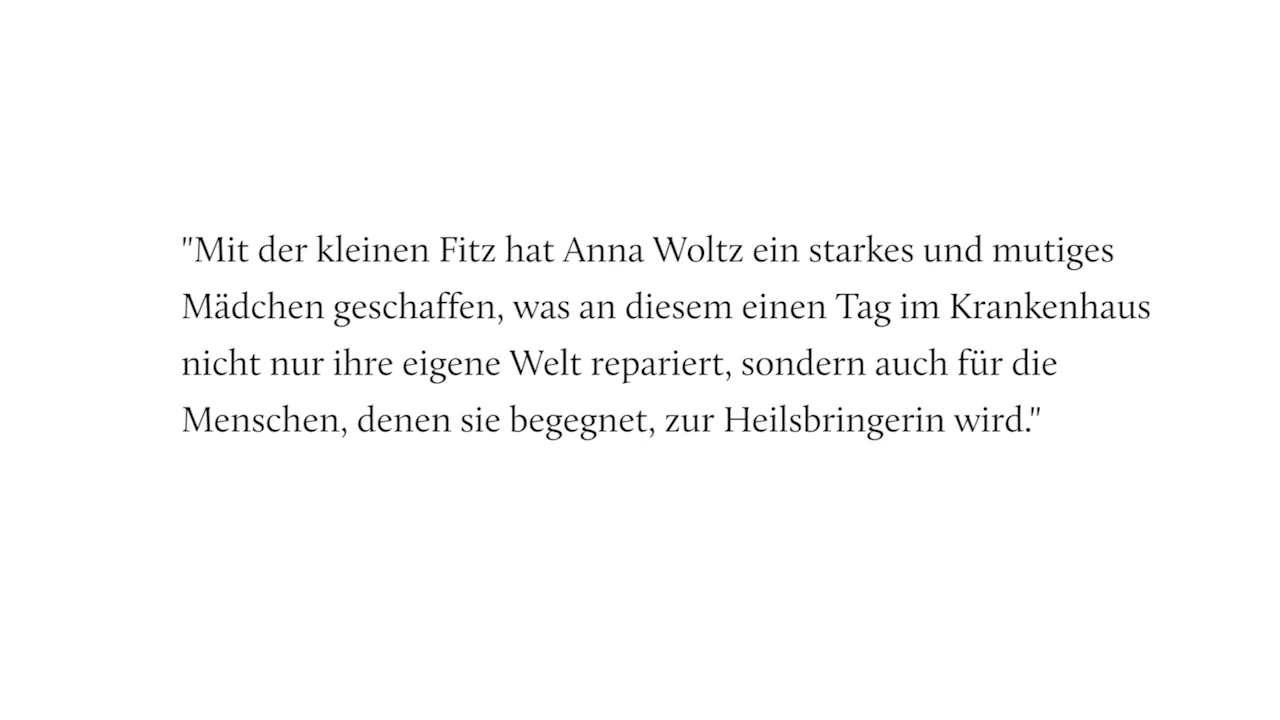 "Mit der kleinen Fitz hat Anna Woltz ein starkes und mutiges
Mädchen geschaffen, was an diesem einen Tag im Krankenhaus
nicht nur ihre eigene Welt repariert, sondern auch für die
Menschen, denen sie begegnet, zur Heilsbringerin wird."